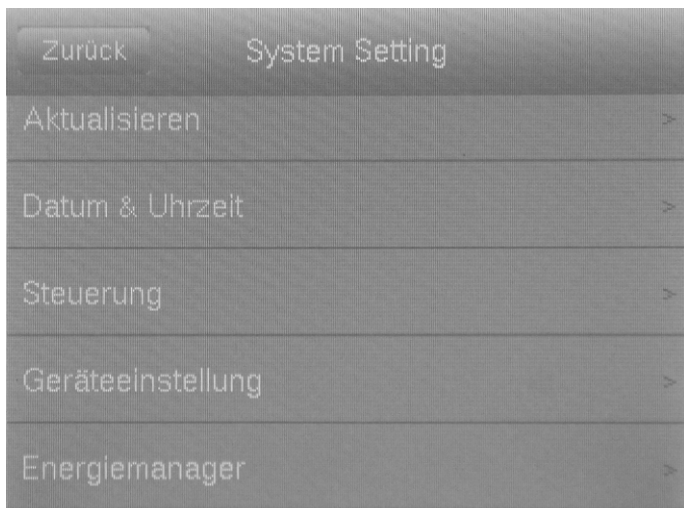 Zurück
System Setting
Aktualisieren >
Datum & Uhrzeit >
Steuerung >
Geräteeinstellung >
Energiemanager >